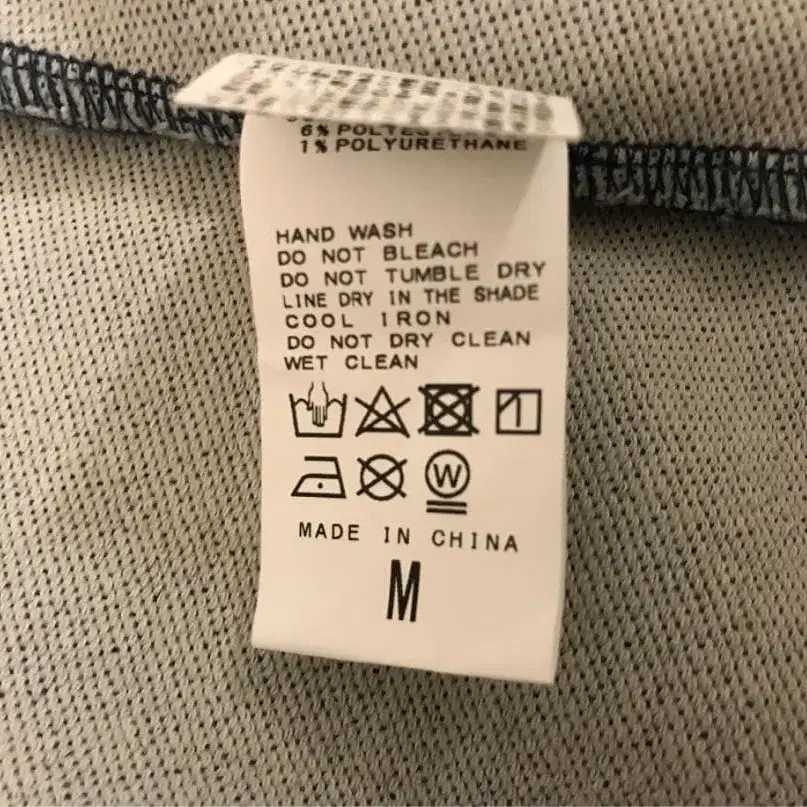 6% POLYESTER
1% POLYURETHANE
HAND WASH
DO NOT BLEACH
DO NOT TUMBLE DRY
LINE DRY IN THE SHADE
COOL IRON
DO NOT DRY CLEAN
WET CLEAN
W
MADE IN CHINA
M